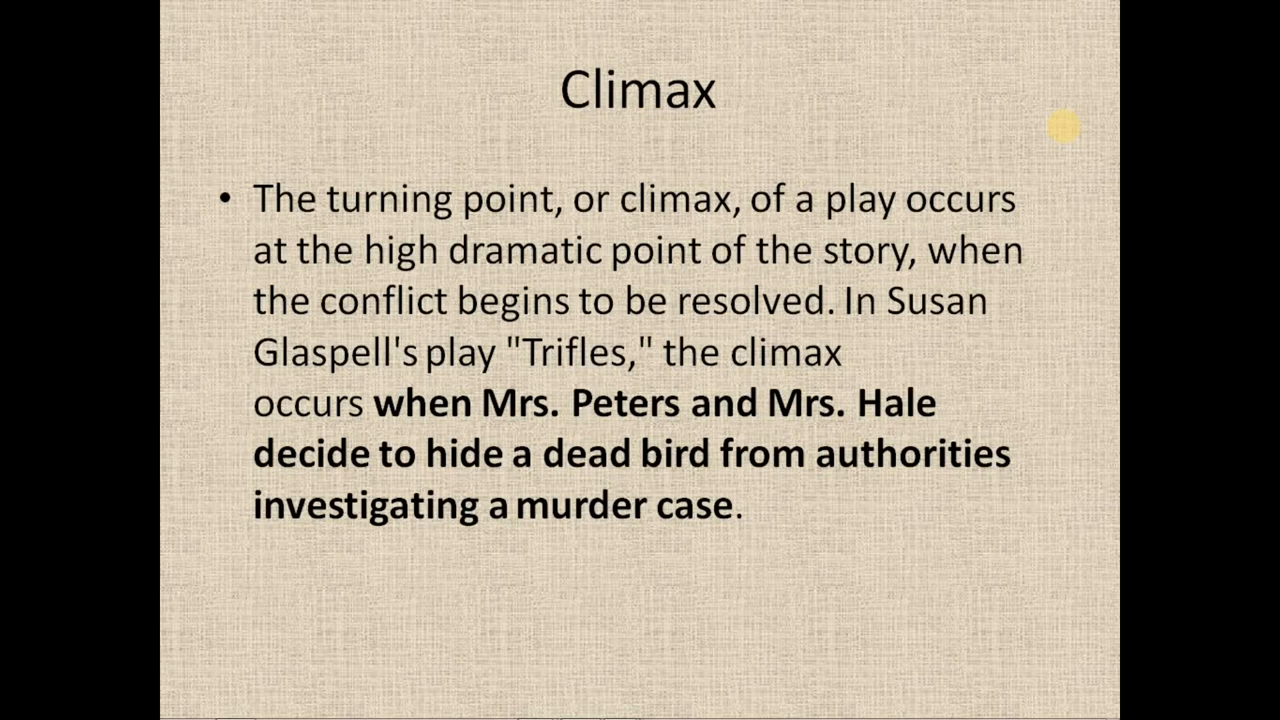 Climax
• The turning point, or climax, of a play occurs
at the high dramatic point of the story, when
the conflict begins to be resolved. In Susan
Glaspell's play "Trifles," the climax
occurs when Mrs. Peters and Mrs. Hale
decide to hide a dead bird from authorities
investigating a murder case.